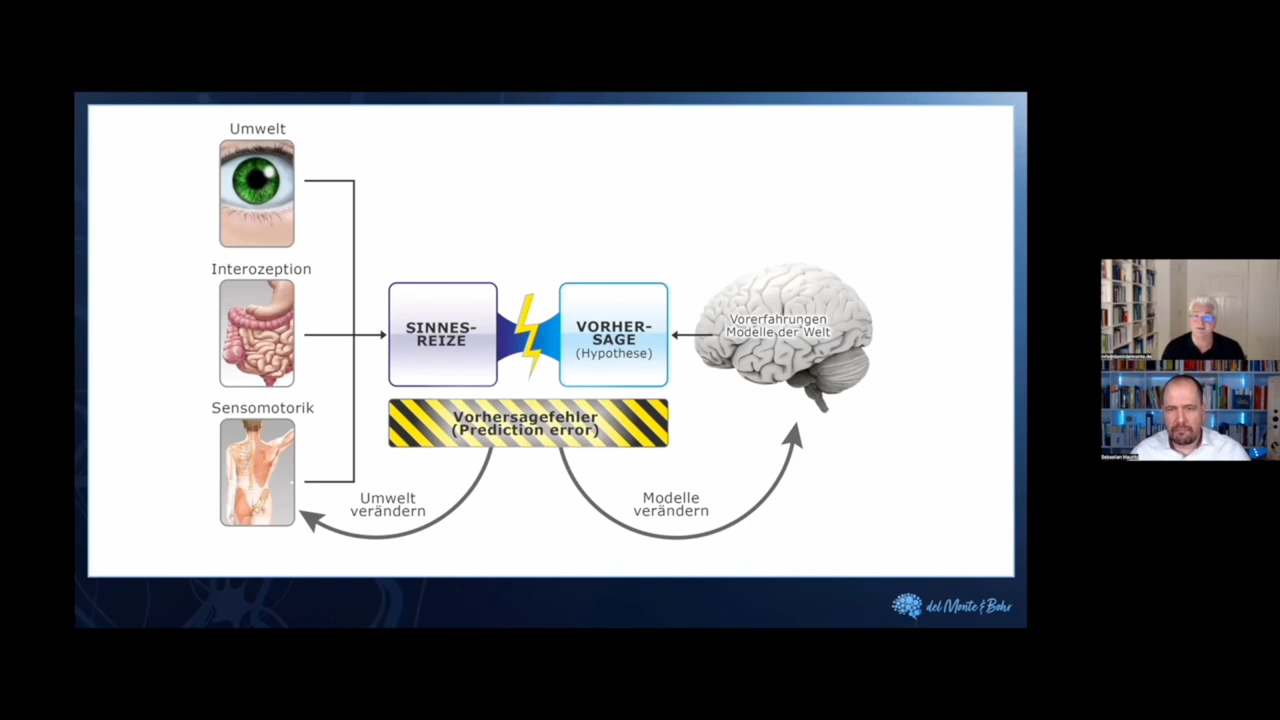 Umwelt
Interozeption
Sensomotorik
SINNES-
REIZE
VORHER-
SAGE
(Hypothese)
Vorerfahrungen
Modelle der Welt
Vorhersagefehler
(Prediction error)
Umwelt
verändern
Modelle
verändern
del Monte & Bohr